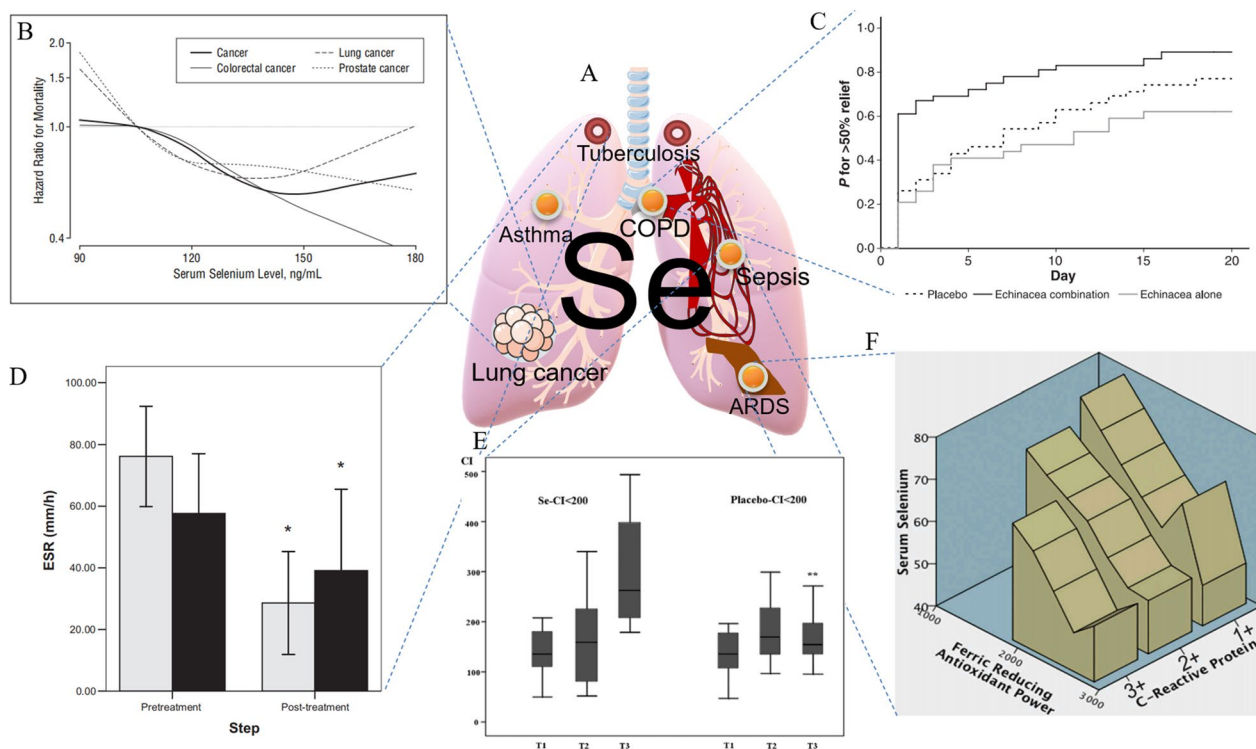 B
2.0
1.5
1.0
0.4
Hazard Ratio for Mortality
Cancer
Colorectal cancer
Lung cancer
Prostate cancer
90
120
150
180
Serum Selenium Level, ng/mL
A
Tuberculosis
Asthma
COPD
Se
Sepsis
Lung cancer
ARDS
C
1·0
0·8
0·6
0·4
0·2
0·0
P for >50% relief
0
5
10
15
20
Day
Placebo
Echinacea combination
Echinacea alone
D
100.00
80.00
60.00
40.00
20.00
0.00
ESR (mm/h)
*
*
Pretreatment
Post-treatment
Step
E
CI
500
400
300
200
100
0
Se-CI<200
Placebo-CI<200
**
T1
T2
T3
T1
T2
T3
F
80
70
60
50
40
Serum Selenium
1000
2000
3000
Ferric Reducing
Antioxidant Power
3+
2+
1+
C-Reactive Protein